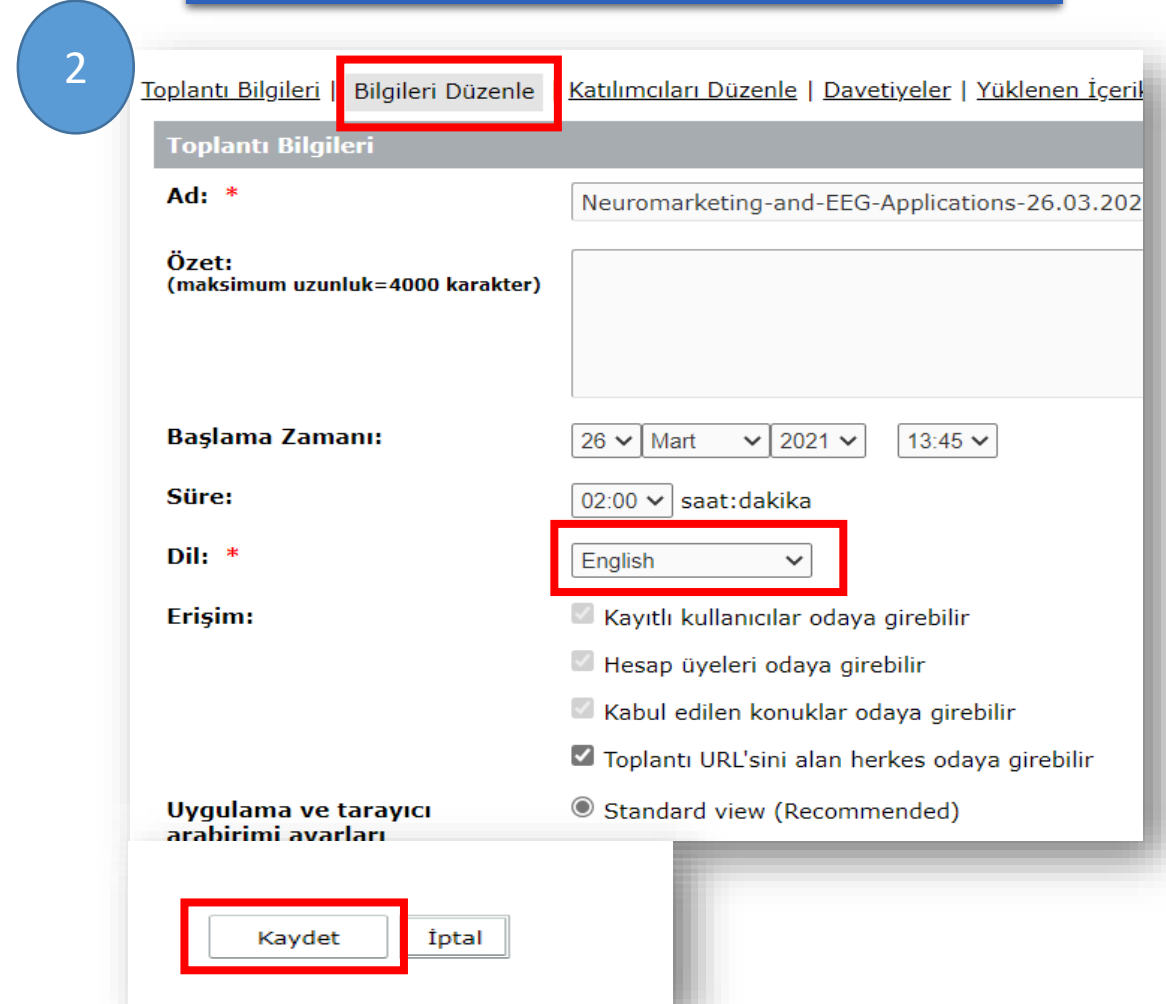 2
Toplantı Bilgileri | Bilgileri Düzenle | Katılımcıları Düzenle | Davetiyeler | Yüklenen İçerik
Toplantı Bilgileri
Ad: *
Neuromarketing-and-EEG-Applications-26.03.202
Özet:
(maksimum uzunluk=4000 karakter)
Başlama Zamanı:
26 Mart 2021 13:45
Süre:
02:00 saat:dakika
Dil: *
English
Erişim:
Kayıtlı kullanıcılar odaya girebilir
Hesap üyeleri odaya girebilir
Kabul edilen konuklar odaya girebilir
Toplantı URL'sini alan herkes odaya girebilir
Uygulama ve tarayıcı
arabirimi ayarları
Standard view (Recommended)
Kaydet
İptal